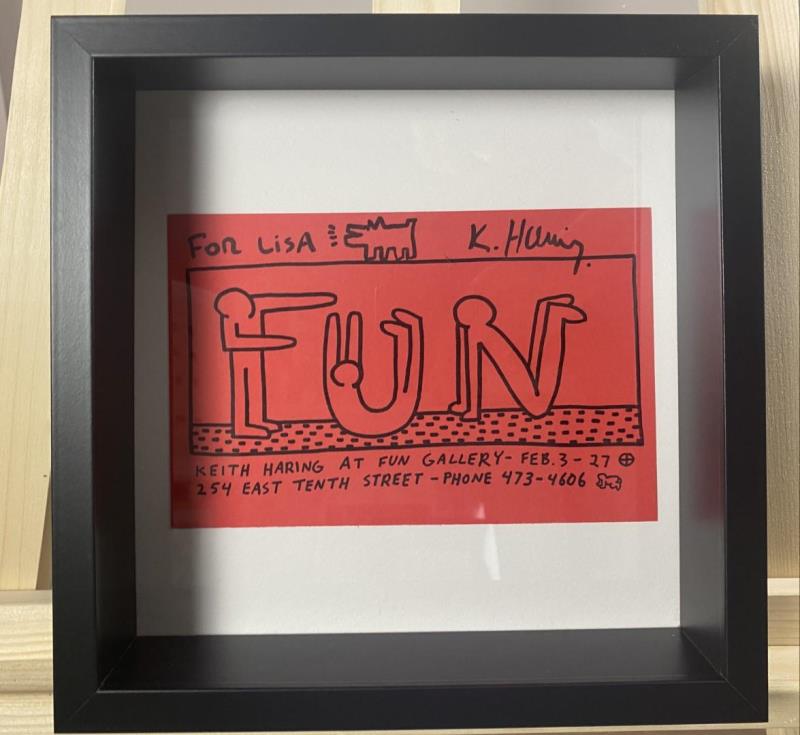 FOR LISA K. Haring
FUN
KEITH HARING AT FUN GALLERY - FEB. 3 - 27
254 EAST TENTH STREET - PHONE 473-4606